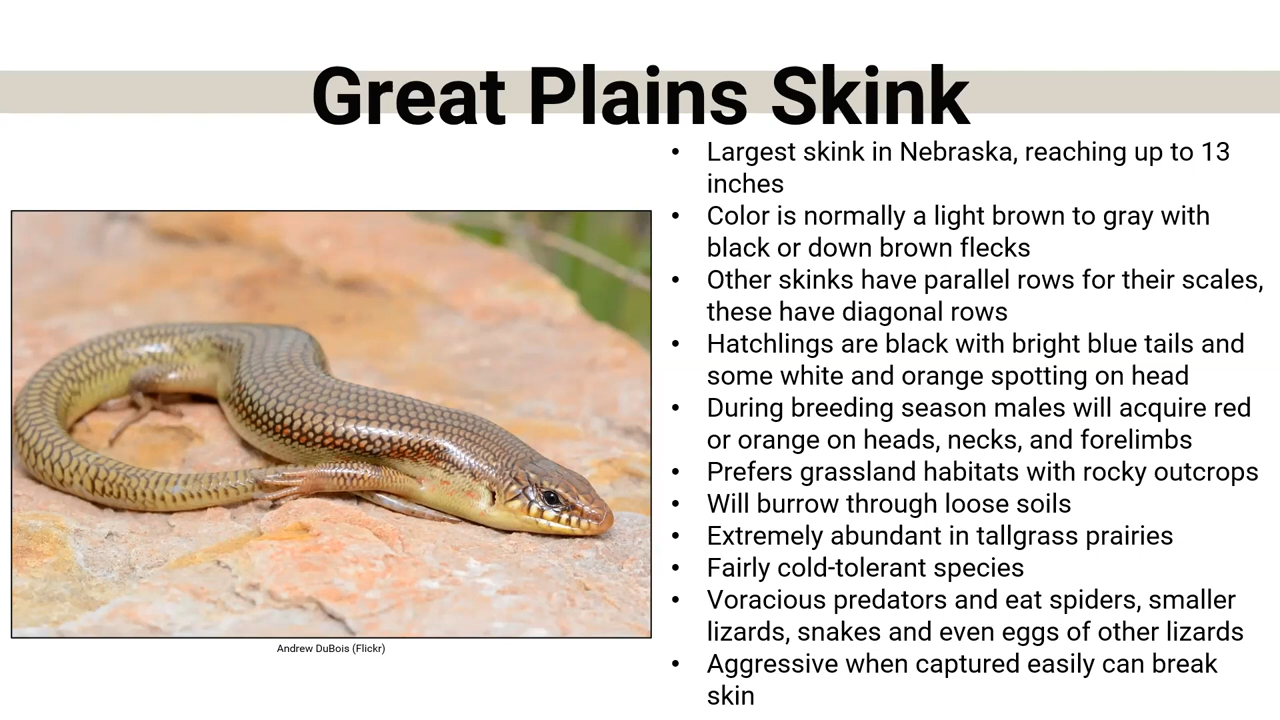 Great Plains Skink
• Largest skink in Nebraska, reaching up to 13
inches
• Color is normally a light brown to gray with
black or down brown flecks
• Other skinks have parallel rows for their scales,
these have diagonal rows
• Hatchlings are black with bright blue tails and
some white and orange spotting on head
• During breeding season males will acquire red
or orange on heads, necks, and forelimbs
• Prefers grassland habitats with rocky outcrops
• Will burrow through loose soils
• Extremely abundant in tallgrass prairies
• Fairly cold-tolerant species
• Voracious predators and eat spiders, smaller
lizards, snakes and even eggs of other lizards
• Aggressive when captured easily can break
skin
Andrew DuBois (Flickr)